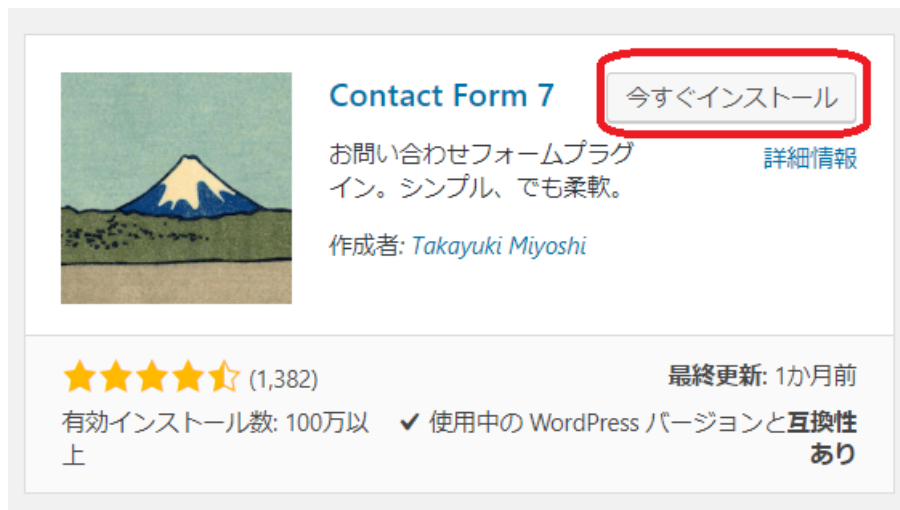 Contact Form 7
今すぐインストール
お問い合わせフォームプラグ
イン。シンプル、でも柔軟。
詳細情報
作成者: Takayuki Miyoshi
(1,382)
最終更新: 1か月前
有効インストール数: 100万以
上
✔ 使用中の WordPress バージョンと互換性
あり